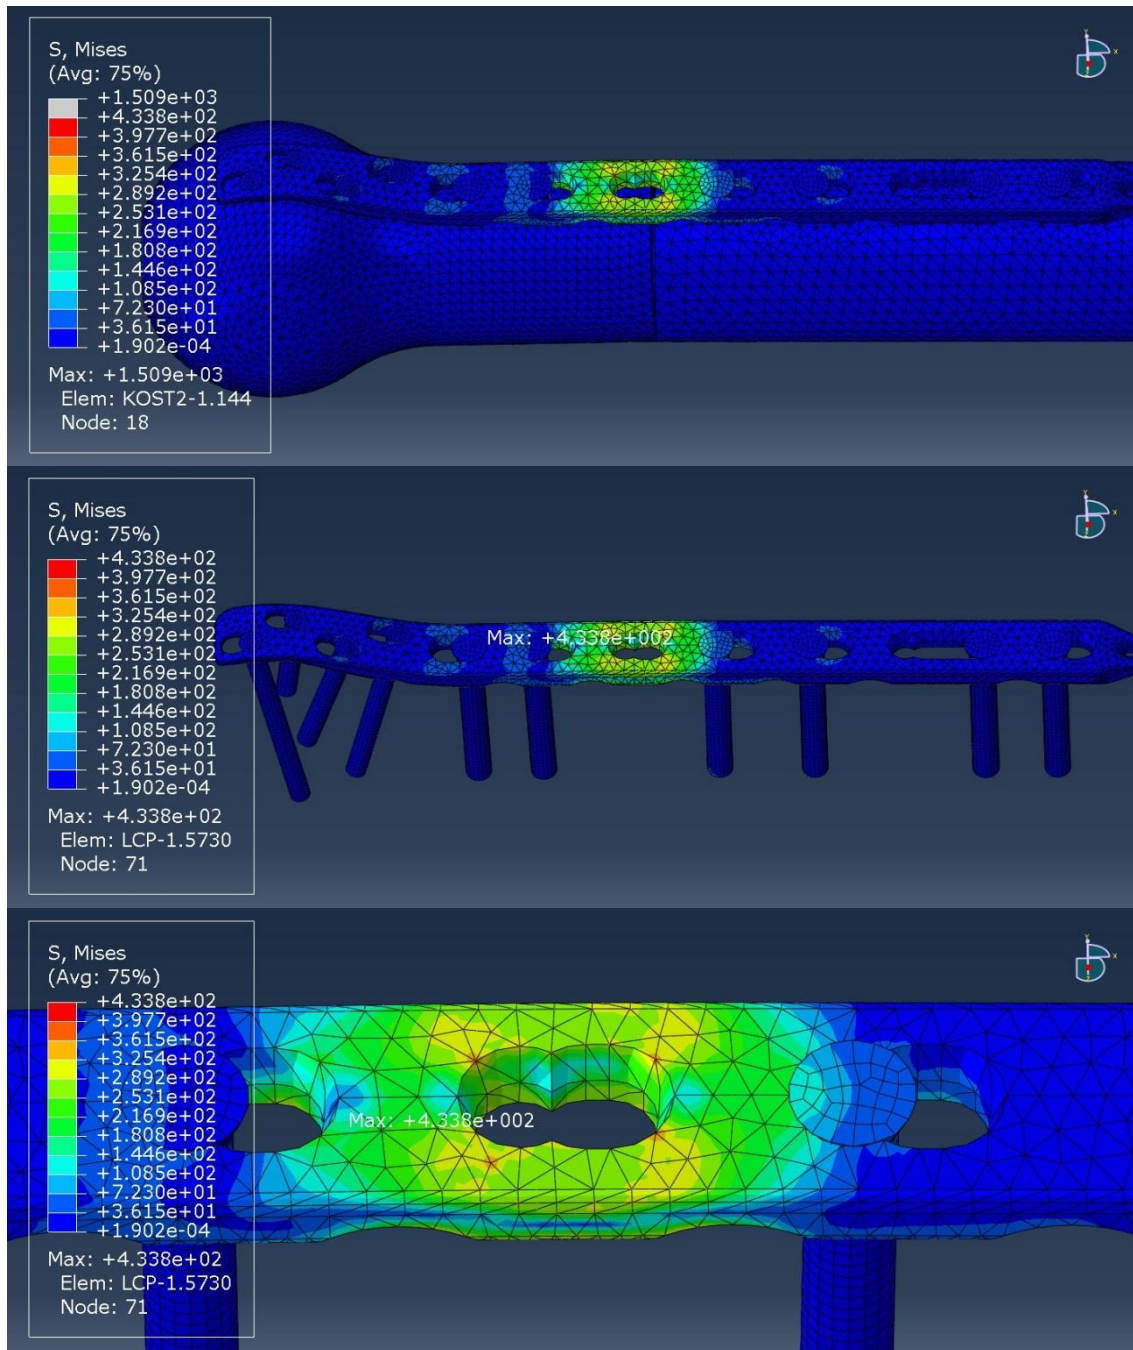 S, Mises
(Avg: 75%)
+1.509e+03
+4.338e+02
+3.977e+02
+3.615e+02
+3.254e+02
+2.892e+02
+2.531e+02
+2.169e+02
+1.808e+02
+1.446e+02
+1.085e+02
+7.230e+01
+3.615e+01
+1.902e-04
Max: +1.509e+03
Elem: KOST2-1.144
Node: 18
S, Mises
(Avg: 75%)
+4.338e+02
+3.977e+02
+3.615e+02
+3.254e+02
+2.892e+02
+2.531e+02
+2.169e+02
+1.808e+02
+1.446e+02
+1.085e+02
+7.230e+01
+3.615e+01
+1.902e-04
Max: +4.338e+02
Elem: LCP-1.5730
Node: 71
Max: +4.338e+002
S, Mises
(Avg: 75%)
+4.338e+02
+3.977e+02
+3.615e+02
+3.254e+02
+2.892e+02
+2.531e+02
+2.169e+02
+1.808e+02
+1.446e+02
+1.085e+02
+7.230e+01
+3.615e+01
+1.902e-04
Max: +4.338e+02
Elem: LCP-1.5730
Node: 71
Max: +4.338e+002